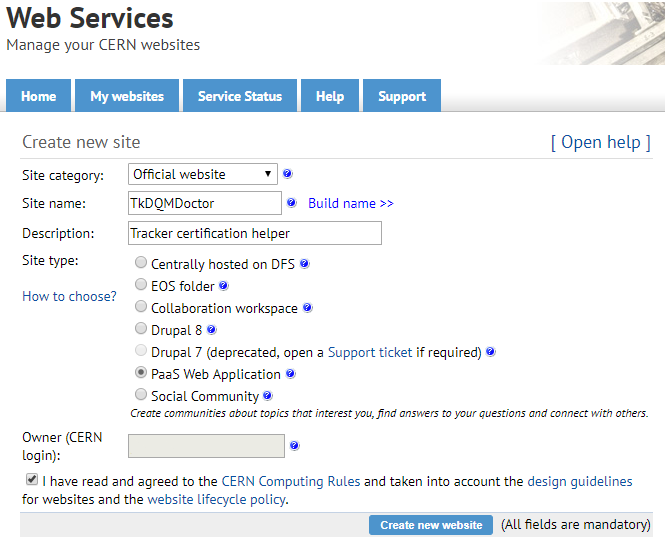 Web Services
Manage your CERN websites
Home My websites Service Status Help Support
Create new site [ Open help ]
Site category: Official website ?
Site name: TkDQMDoctor ? Build name >>
Description: Tracker certification helper
Site type:
Centrally hosted on DFS ?
EOS folder ?
How to choose?
Collaboration workspace ?
Drupal 8 ?
Drupal 7 (deprecated, open a Support ticket if required) ?
PaaS Web Application ?
Social Community ?
Create communities about topics that interest you, find answers to your questions and connect with others.
Owner (CERN
login): ?
I have read and agreed to the CERN Computing Rules and taken into account the design guidelines
for websites and the website lifecycle policy.
Create new website (All fields are mandatory)